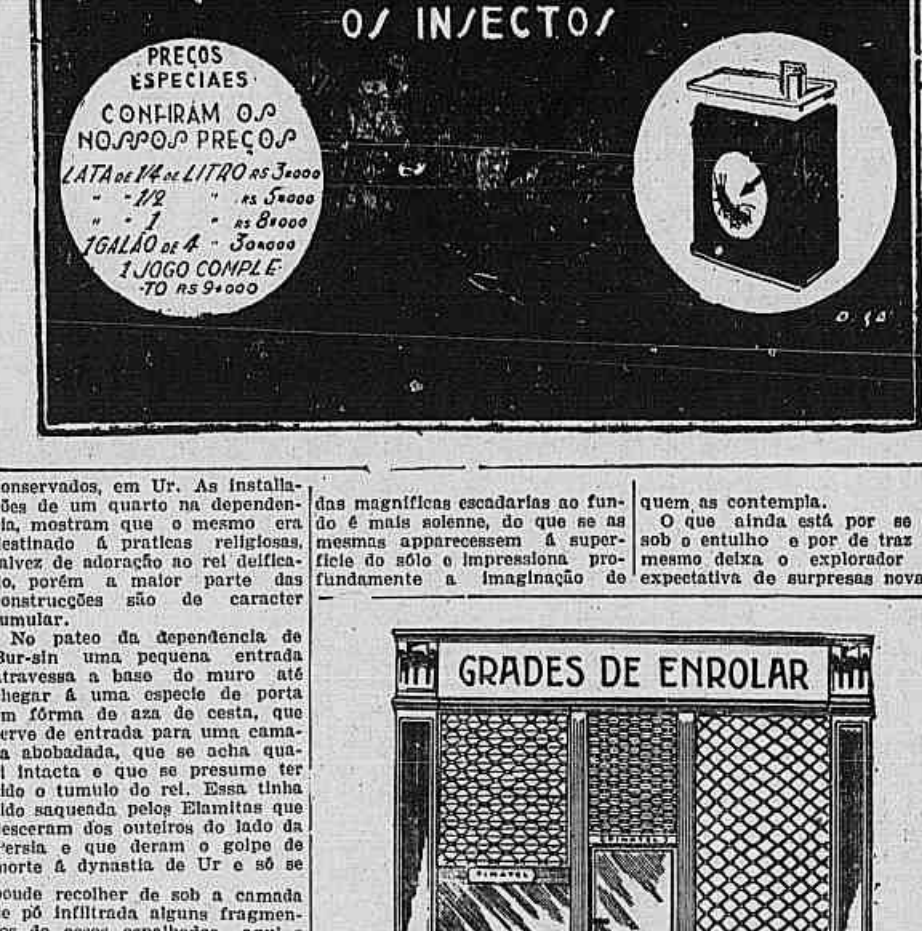 OS INSECTOS
PREÇOS
ESPECIAES
CONFIRAM OS
NOSSOS PREÇOS
LATA DE 1/4 DE LITRO RS 3$000
" " 1/2 " RS 5$000
" " 1 " RS 8$000
1 GALÃO DE 4 " 30$000
1 JOGO COMPLE-
TO RS 9$000
onservados, em Ur. As installa-
ões de um quarto na dependen-
ia, mostram que o mesmo era
estinado á praticas religiosas,
alvez de adoração ao rei deifica-
o, porém a maior parte das
onstrucções são de caracter
umular.
No pateo da dependencia de
Bur-sin uma pequena entrada
travessa a base do muro até
hegar á uma especie de porta
m fórma de aza de cesta, que
erve de entrada para uma cama-
a abobadada, que se acha qua-
i intacta e que se presume ter
ido o tumulo do rei. Essa tinha
ido saqueada pelos Elamitas que
esceram dos outeiros do lado da
ersia e que deram o golpe de
orte á dynastia de Ur e só se
oude recolher de sob a camada
e pó infiltrada alguns fragmen-
das magnificas escadarias ao fun-
do é mais solenne, do que se as
mesmas apparecessem á super-
ficie do sólo e impressiona pro-
fundamente a imaginação de
quem as contempla.
O que ainda está por se
sob o entulho e por de traz
mesmo deixa o explorador
expectativa de surpresas nova
GRADES DE ENROLAR
PIMATEL
PIMATEL